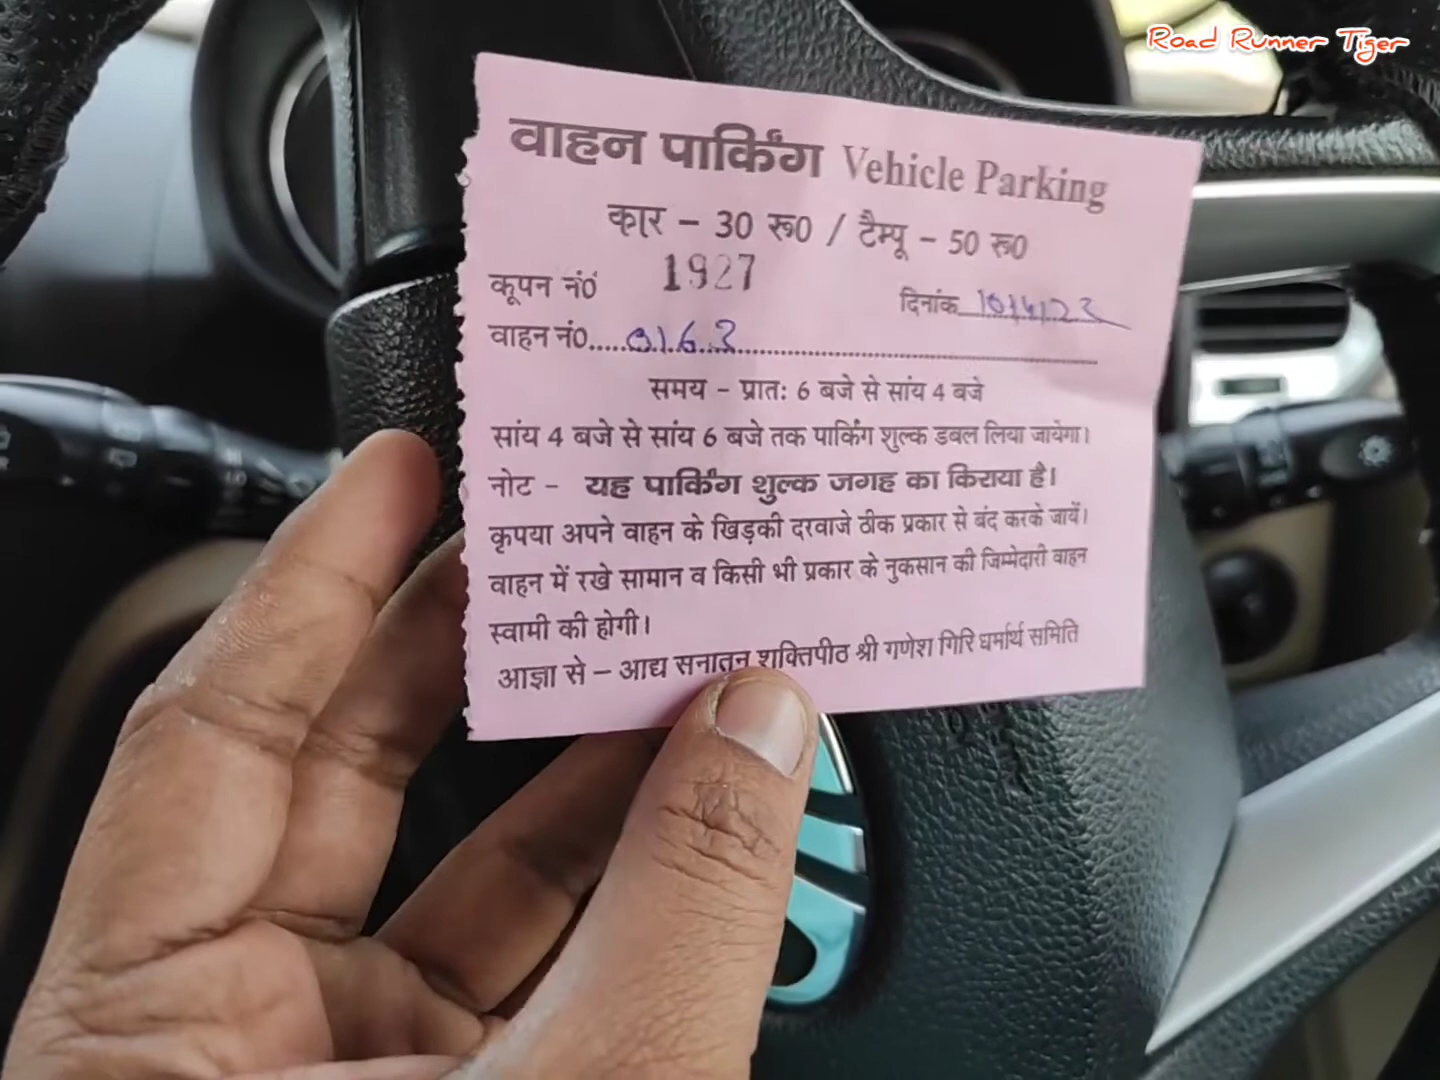 Road Runner Tiger
वाहन पार्किंग Vehicle Parking
कार – 30 रू0 / टैम्पू – 50 रू0
कूपन नं0 1927
दिनांक 10/4/22
वाहन नं0.....0163
समय – प्रातः 6 बजे से सांय 4 बजे
सांय 4 बजे से सांय 6 बजे तक पार्किंग शुल्क डबल लिया जायेगा।
नोट – यह पार्किंग शुल्क जगह का किराया है।
कृपया अपने वाहन के खिड़की दरवाजे ठीक प्रकार से बंद करके जायें।
वाहन में रखे सामान व किसी भी प्रकार के नुकसान की जिम्मेदारी वाहन
स्वामी की होगी।
आज्ञा से – आद्य सनातन शक्तिपीठ श्री गणेश गिरि धर्मार्थ समिति